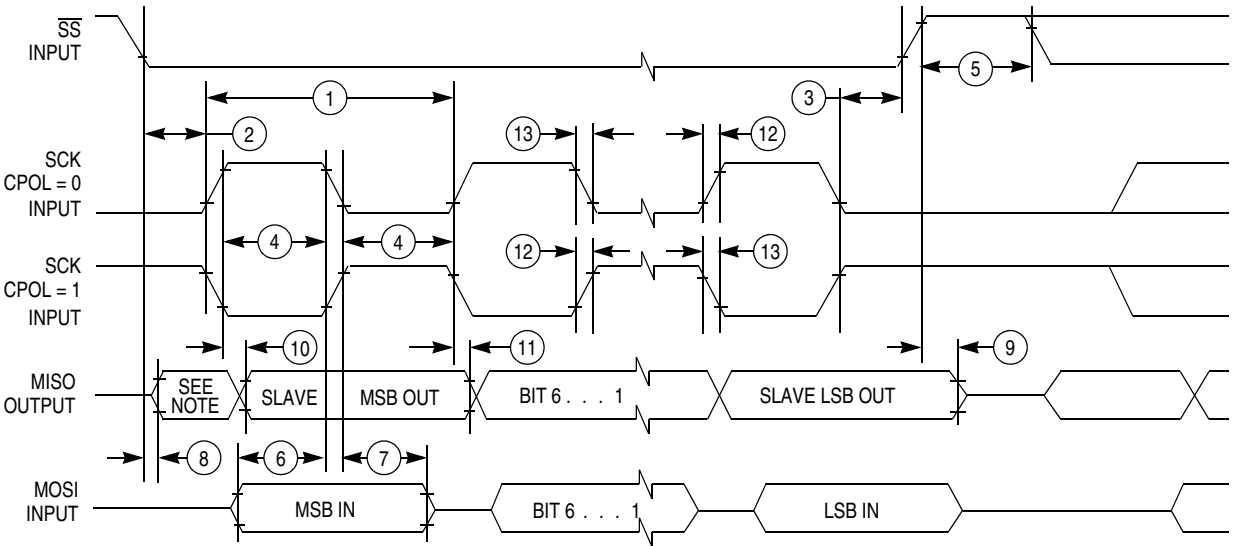 SS
INPUT
5
1
3
2
13
12
SCK
CPOL = 0
INPUT
4
4
12
13
SCK
CPOL = 1
INPUT
10
11
9
MISO
OUTPUT
SEE
NOTE
SLAVE
MSB OUT
BIT 6 . . . 1
SLAVE LSB OUT
8
6
7
MOSI
INPUT
MSB IN
BIT 6 . . . 1
LSB IN